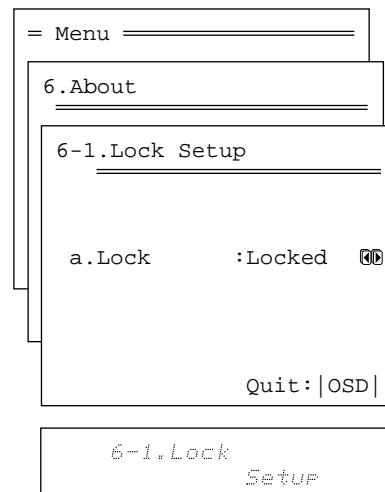 = Menu
6.About
6-1.Lock Setup
a.Lock :Locked
Quit:|OSD|
6-1.Lock
Setup